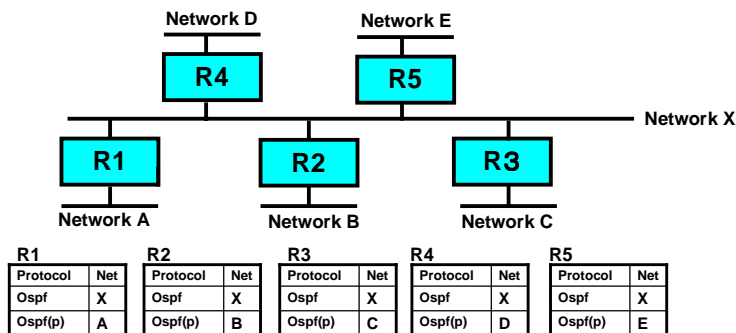 Network D
Network E
R4
R5
Network X
R1
R2
R3
Network A
Network B
Network C
R1
Protocol Net
Ospf X
Ospf(p) A
R2
Protocol Net
Ospf X
Ospf(p) B
R3
Protocol Net
Ospf X
Ospf(p) C
R4
Protocol Net
Ospf X
Ospf(p) D
R5
Protocol Net
Ospf X
Ospf(p) E